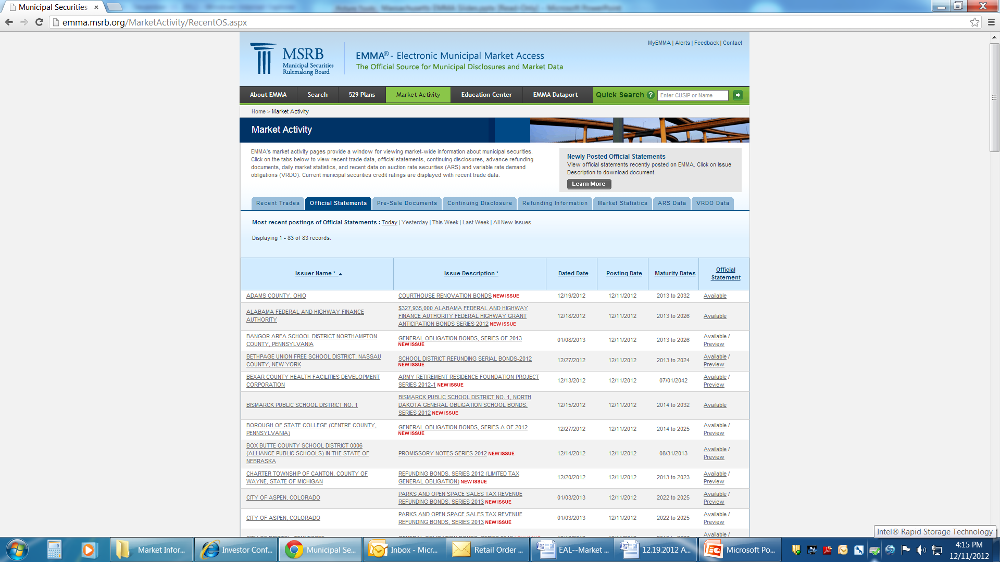 Municipal Securities
emma.msrb.org/MarketActivity/RecentOS.aspx
MyEMMA | Alerts | Feedback | Contact
MSRB
Municipal Securities
Rulemaking Board
EMMA® - Electronic Municipal Market Access
The Official Source for Municipal Disclosures and Market Data
About EMMA Search 529 Plans Market Activity Education Center EMMA Dataport Quick Search ? Enter CUSIP or Name
Home > Market Activity
Market Activity
EMMA's market activity pages provide a window for viewing market-wide information about municipal securities.
Click on the tabs below to view recent trade data, official statements, continuing disclosures, advance refunding
documents, daily market statistics, and recent data on auction rate securities (ARS) and variable rate demand
obligations (VRDO). Current municipal securities credit ratings are displayed with recent trade data.
Newly Posted Official Statements
View official statements recently posted on EMMA. Click on Issue
Description to download document.
Learn More
Recent Trades Official Statements Pre-Sale Documents Continuing Disclosure Refunding Information Market Statistics ARS Data VRDO Data
Most recent postings of Official Statements : Today | Yesterday | This Week | Last Week | All New Issues
Displaying 1 - 83 of 83 records.
Issuer Name * Issue Description * Dated Date Posting Date Maturity Dates Official
Statement
ADAMS COUNTY, OHIO COURTHOUSE RENOVATION BONDS NEW ISSUE 12/19/2012 12/11/2012 2013 to 2032 Available
ALABAMA FEDERAL AND HIGHWAY FINANCE
AUTHORITY
$327,935,000 ALABAMA FEDERAL AND HIGHWAY
FINANCE AUTHORITY FEDERAL HIGHWAY GRANT
ANTICIPATION BONDS SERIES 2012 NEW ISSUE
12/18/2012 12/11/2012 2013 to 2026 Available
BANGOR AREA SCHOOL DISTRICT NORTHAMPTON
COUNTY, PENNSYLVANIA
GENERAL OBLIGATION BONDS, SERIES OF 2013
NEW ISSUE
01/08/2013 12/11/2012 2013 to 2026 Available /
Preview
BETHPAGE UNION FREE SCHOOL DISTRICT, NASSAU
COUNTY, NEW YORK
SCHOOL DISTRICT REFUNDING SERIAL BONDS-2012
NEW ISSUE
12/27/2012 12/11/2012 2013 to 2024 Available /
Preview
BEXAR COUNTY HEALTH FACILITIES DEVELOPMENT
CORPORATION
ARMY RETIREMENT RESIDENCE FOUNDATION PROJECT
SERIES 2012-1 NEW ISSUE
12/13/2012 12/11/2012 07/01/2042 Available /
Preview
BISMARCK PUBLIC SCHOOL DISTRICT NO. 1
BISMARCK PUBLIC SCHOOL DISTRICT NO. 1, NORTH
DAKOTA GENERAL OBLIGATION SCHOOL BONDS,
SERIES 2012 NEW ISSUE
12/15/2012 12/11/2012 2014 to 2032 Available
BOROUGH OF STATE COLLEGE (CENTRE COUNTY,
PENNSYLVANIA)
GENERAL OBLIGATION BONDS, SERIES A OF 2012
NEW ISSUE
12/27/2012 12/11/2012 2014 to 2025 Available /
Preview
BOX BUTTE COUNTY SCHOOL DISTRICT 0006
(ALLIANCE PUBLIC SCHOOLS) IN THE STATE OF
NEBRASKA
PROMISSORY NOTES SERIES 2012 NEW ISSUE
12/14/2012 12/11/2012 08/31/2013 Available /
Preview
CHARTER TOWNSHIP OF CANTON, COUNTY OF
WAYNE, STATE OF MICHIGAN
REFUNDING BONDS, SERIES 2012 (LIMITED TAX
GENERAL OBLIGATION) NEW ISSUE
12/20/2012 12/11/2012 2013 to 2023 Available /
Preview
CITY OF ASPEN, COLORADO
PARKS AND OPEN SPACE SALES TAX REVENUE
REFUNDING BONDS, SERIES 2013 NEW ISSUE
01/03/2013 12/11/2012 2022 to 2025 Available /
Preview
CITY OF ASPEN, COLORADO
PARKS AND OPEN SPACE SALES TAX REVENUE
REFUNDING BONDS, SERIES 2013 NEW ISSUE
01/03/2013 12/11/2012 2022 to 2025 Available /
Preview
Available /
Intel® Rapid Storage Technology
Market Infor... Investor Conf... Municipal Se... Inbox - Micr... Retail Order ... EAL--Market ... 12.19.2012 A... Microsoft Po...
4:15 PM
12/11/2012